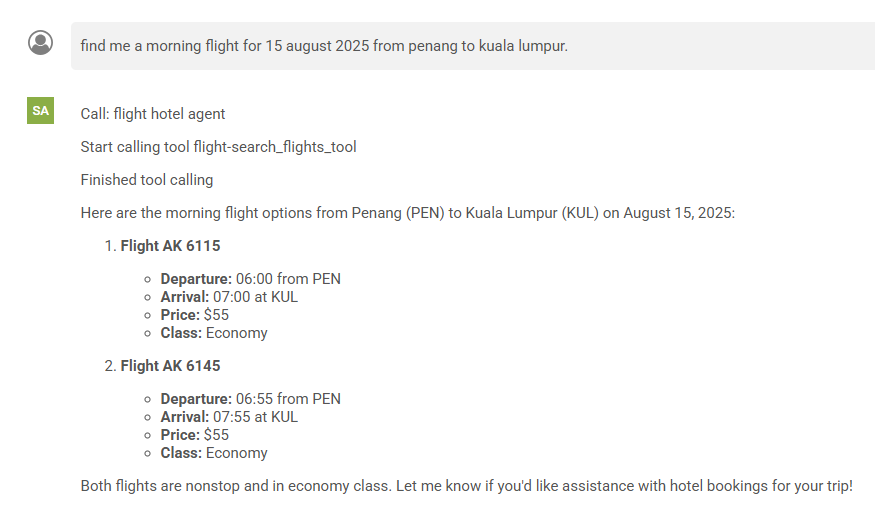 find me a morning flight for 15 august 2025 from penang to kuala lumpur.
SA
Call: flight hotel agent
Start calling tool flight-search_flights_tool
Finished tool calling
Here are the morning flight options from Penang (PEN) to Kuala Lumpur (KUL) on August 15, 2025:
1. Flight AK 6115
Departure: 06:00 from PEN
Arrival: 07:00 at KUL
Price: $55
Class: Economy
2. Flight AK 6145
Departure: 06:55 from PEN
Arrival: 07:55 at KUL
Price: $55
Class: Economy
Both flights are nonstop and in economy class. Let me know if you'd like assistance with hotel bookings for your trip!